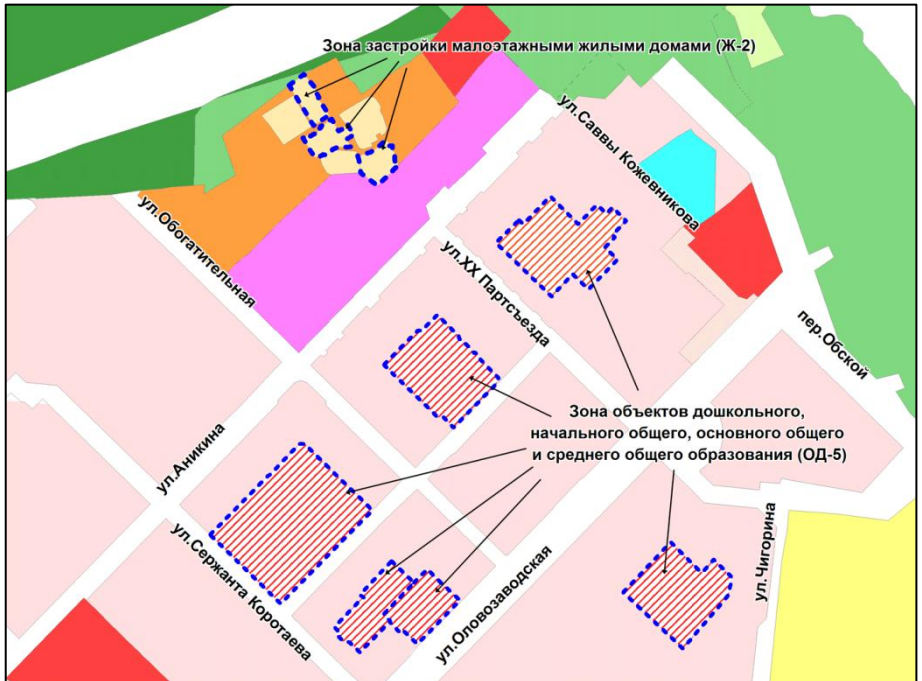 Зона застройки малоэтажными жилыми домами (Ж-2)
ул.Саввы Кожевникова
ул.Обогатительная
ул.XX Партсъезда
пер.Обской
Зона объектов дошкольного,
начального общего, основного общего
и среднего общего образования (ОД-5)
ул.Аникина
ул.Сержанта Коротаева
ул.Оловозаводская
ул.Чигорина